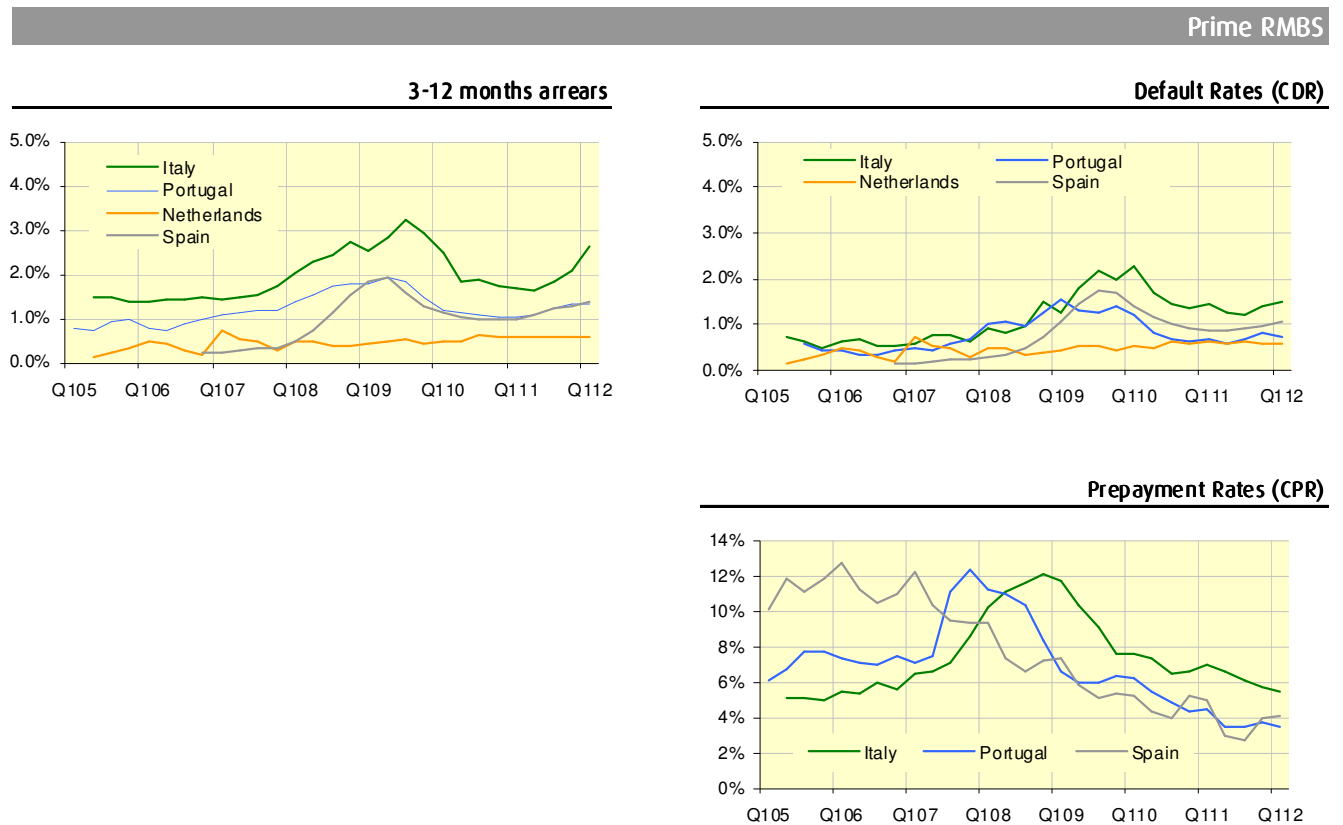 Prime RMBS
3-12 months arrears
5.0%
4.0%
3.0%
2.0%
1.0%
0.0%
Italy
Portugal
Netherlands
Spain
Q105 Q106 Q107 Q108 Q109 Q110 Q111 Q112
Default Rates (CDR)
5.0%
4.0%
3.0%
2.0%
1.0%
0.0%
Italy Portugal
Netherlands Spain
Q105 Q106 Q107 Q108 Q109 Q110 Q111 Q112
Prepayment Rates (CPR)
14%
12%
10%
8%
6%
4%
2%
0%
Italy Portugal Spain
Q105 Q106 Q107 Q108 Q109 Q110 Q111 Q112